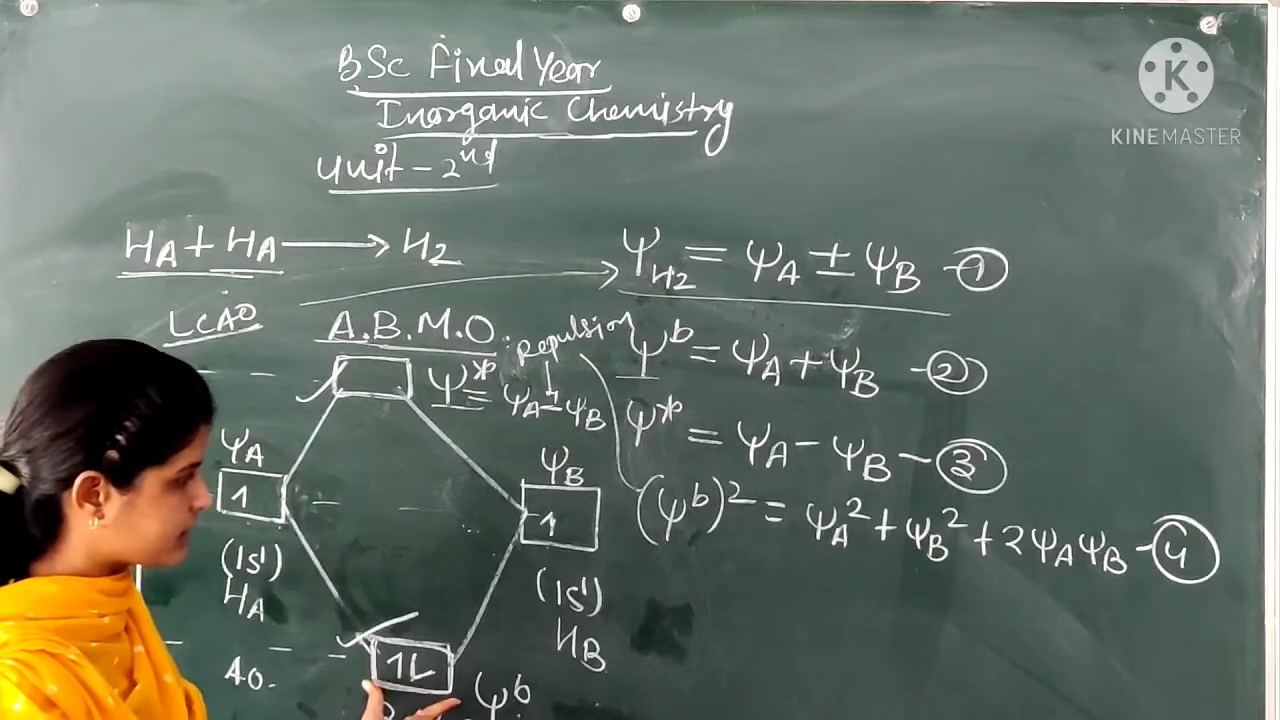 BSc Final Year
Inorganic Chemistry
Unit - 2nd
HA + HA → H2
ΨH2 = ΨA ± ΨB -①
LCAO
A.B.M.O
repulsion
Ψ* = ΨA - ΨB
Ψb = ΨA + ΨB -②
Ψ* = ΨA - ΨB -③
(Ψb)2 = ΨA2 + ΨB2 + 2ΨAΨB -④
ΨA
1
(1s1)
HA
ΨB
1
(1s1)
HB
1L
A0.
Ψb
K
KINEMASTER